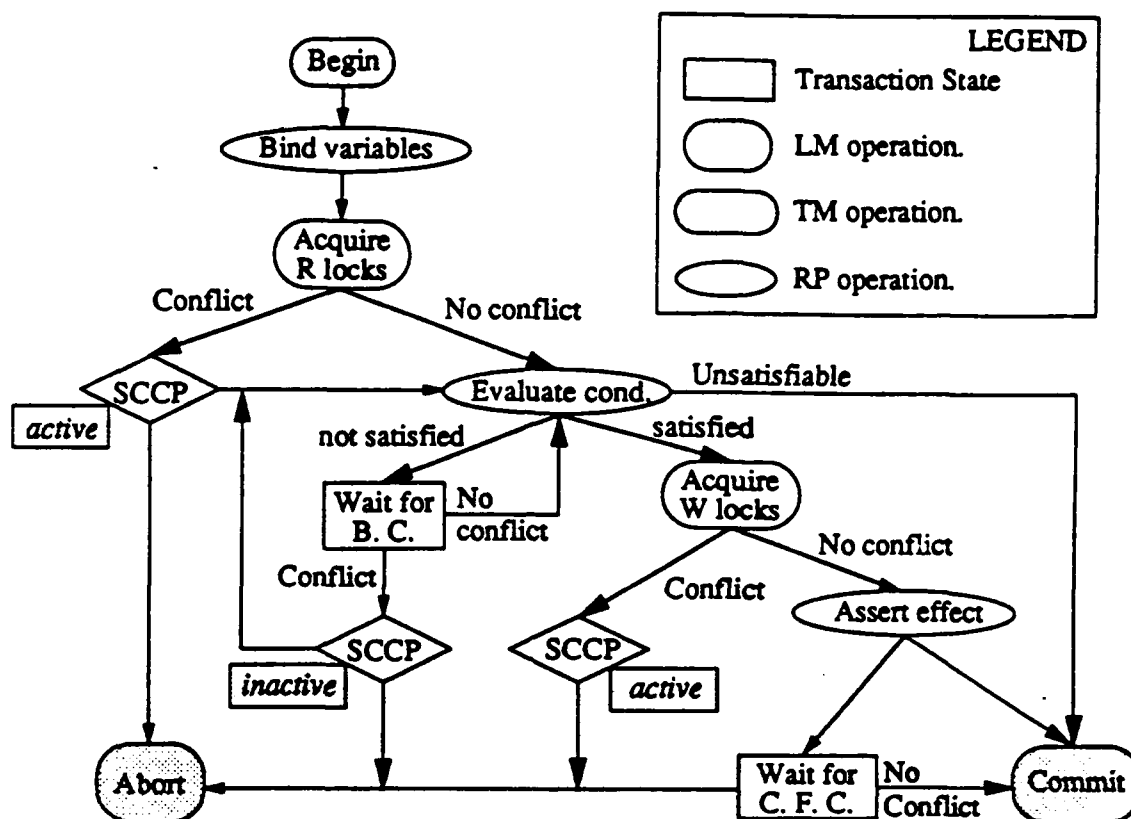 LEGEND
Transaction State
LM operation.
TM operation.
RP operation.
Begin
Bind variables
Acquire
R locks
Conflict
No conflict
SCCP
active
Evaluate cond.
Unsatisfiable
not satisfied
satisfied
Wait for
B. C.
No
conflict
Acquire
W locks
Conflict
No conflict
Conflict
Assert effect
SCCP
inactive
SCCP
active
Abort
Wait for
C. F. C.
No
Conflict
Commit